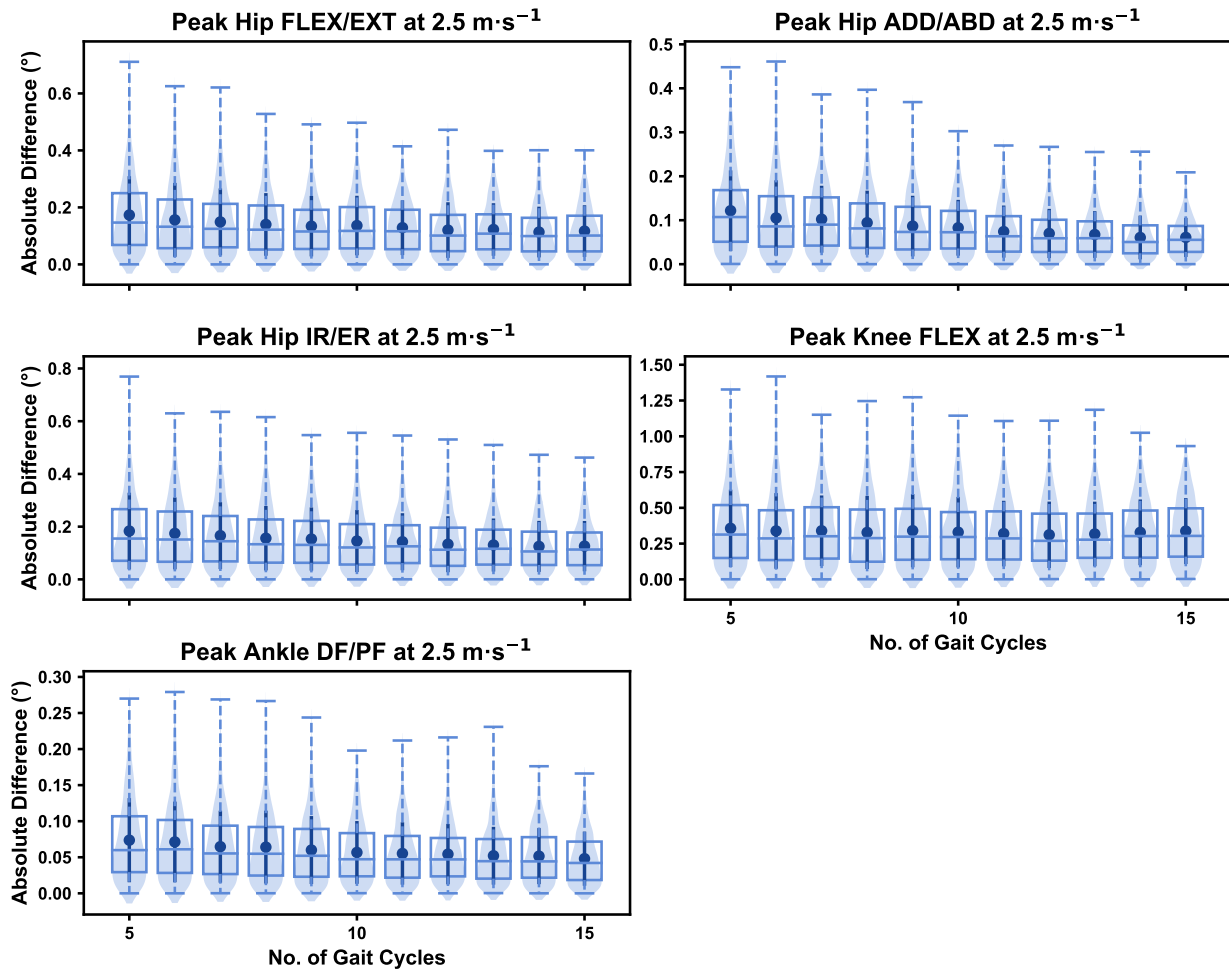 Peak Hip FLEX/EXT at 2.5 m·s⁻¹
Absolute Difference (°)
0.6
0.4
0.2
0.0
Peak Hip ADD/ABD at 2.5 m·s⁻¹
0.5
0.4
0.3
0.2
0.1
0.0
Peak Hip IR/ER at 2.5 m·s⁻¹
Absolute Difference (°)
0.8
0.6
0.4
0.2
0.0
Peak Knee FLEX at 2.5 m·s⁻¹
1.50
1.25
1.00
0.75
0.50
0.25
0.00
5 10 15
No. of Gait Cycles
Peak Ankle DF/PF at 2.5 m·s⁻¹
Absolute Difference (°)
0.30
0.25
0.20
0.15
0.10
0.05
0.00
5 10 15
No. of Gait Cycles